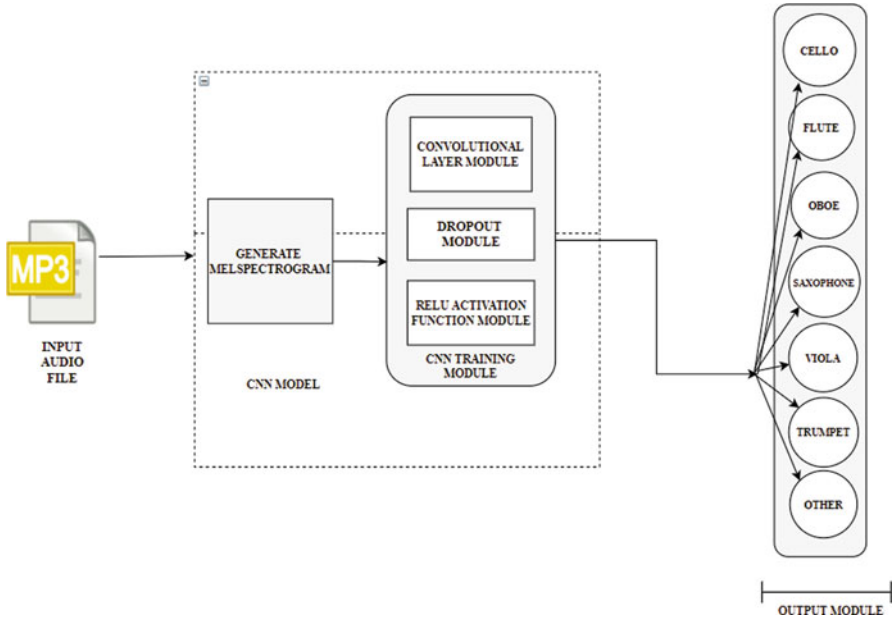 MP3
INPUT
AUDIO
FILE
GENERATE
MELSPECTROGRAM
CNN MODEL
CONVOLUTIONAL
LAYER MODULE
DROPOUT
MODULE
RELU ACTIVATION
FUNCTION MODULE
CNN TRAINING
MODULE
CELLO
FLUTE
OBOE
SAXOPHONE
VIOLA
TRUMPET
OTHER
OUTPUT MODULE